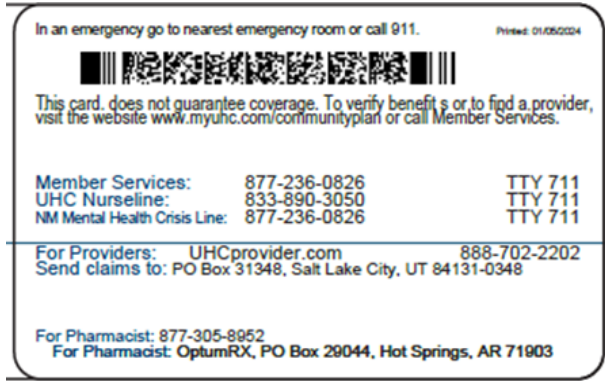 In an emergency go to nearest emergency room or call 911. Printed: 01/05/2024
This card. does not guarantee coverage. To verify benefit s or to find a.provider,
visit the website www.myuhc.com/communityplan or call Member Services.
Member Services: 877-236-0826 TTY 711
UHC Nurseline: 833-890-3050 TTY 711
NM Mental Health Crisis Line: 877-236-0826 TTY 711
For Providers: UHCprovider.com 888-702-2202
Send claims to: PO Box 31348, Salt Lake City, UT 84131-0348
For Pharmacist: 877-305-8952
For Pharmacist: OptumRX, PO Box 29044, Hot Springs, AR 71903